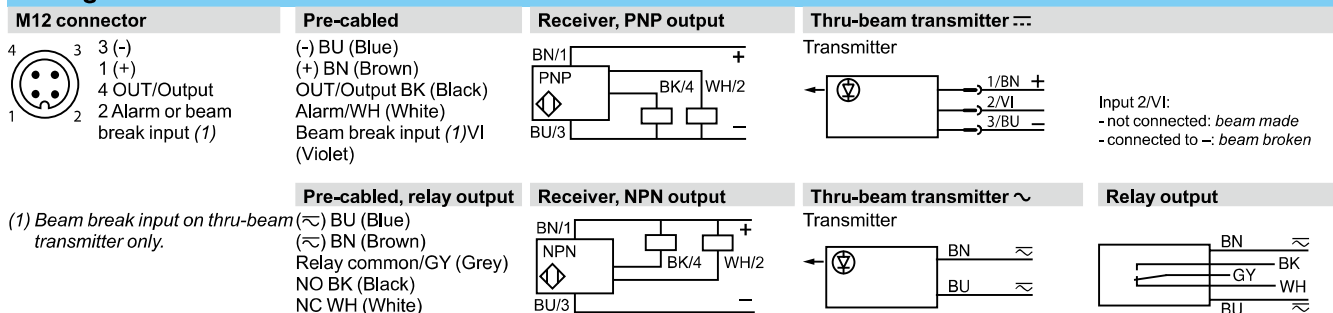 M12 connector
4
3
1
2
3 (-)
1 (+)
4 OUT/Output
2 Alarm or beam
break input (1)
Pre-cabled
(-) BU (Blue)
(+) BN (Brown)
OUT/Output BK (Black)
Alarm/WH (White)
Beam break input (1)VI
(Violet)
Receiver, PNP output
BN/1
+
PNP
BK/4
WH/2
BU/3
–
Thru-beam transmitter ⎓
Transmitter
1/BN +
2/VI
3/BU –
Input 2/VI:
- not connected: beam made
- connected to –: beam broken
(1) Beam break input on thru-beam
transmitter only.
Pre-cabled, relay output
(⏦) BU (Blue)
(⏦) BN (Brown)
Relay common/GY (Grey)
NO BK (Black)
NC WH (White)
Receiver, NPN output
BN/1
+
NPN
BK/4
WH/2
BU/3
–
Thru-beam transmitter ~
Transmitter
BN ⏦
BU ⏦
Relay output
BN ⏦
BK
GY
WH
BU ⏦